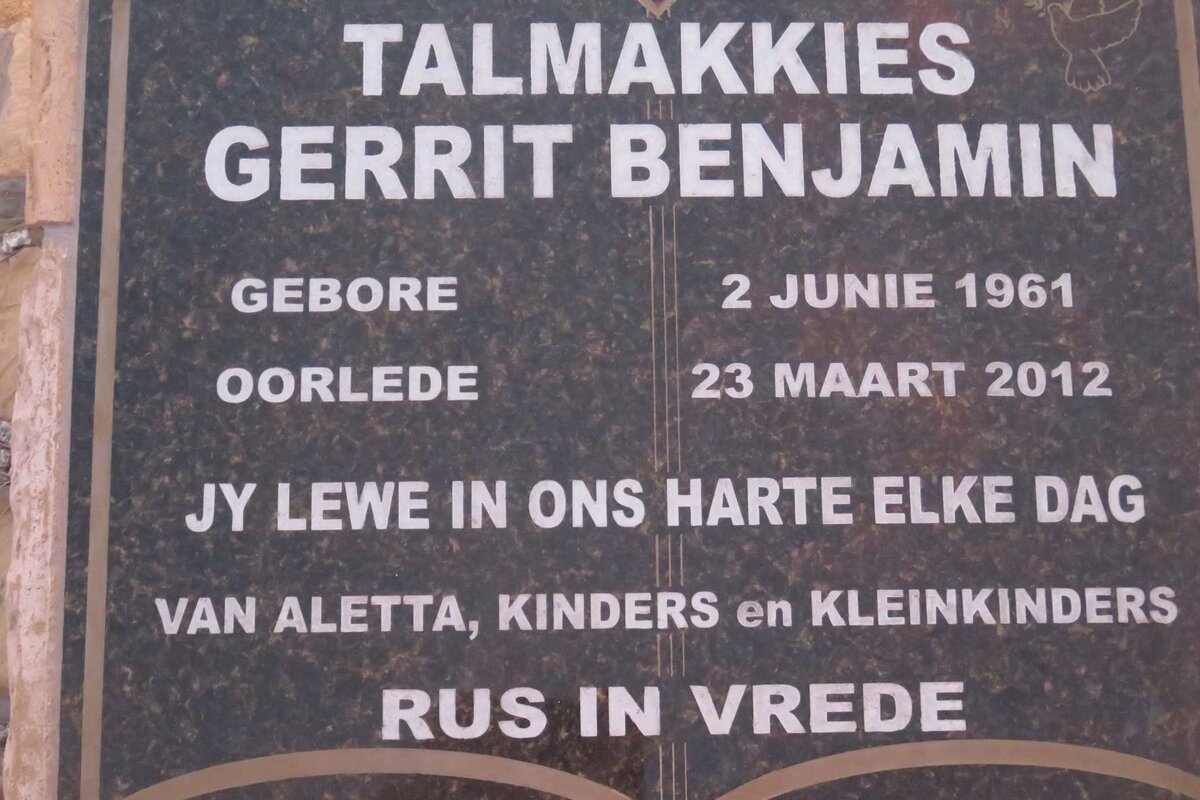 TALMAKKIES
GERRIT BENJAMIN
GEBORE 2 JUNIE 1961
OORLEDE 23 MAART 2012
JY LEWE IN ONS HARTE ELKE DAG
VAN ALETTA, KINDERS en KLEINKINDERS
RUS IN VREDE